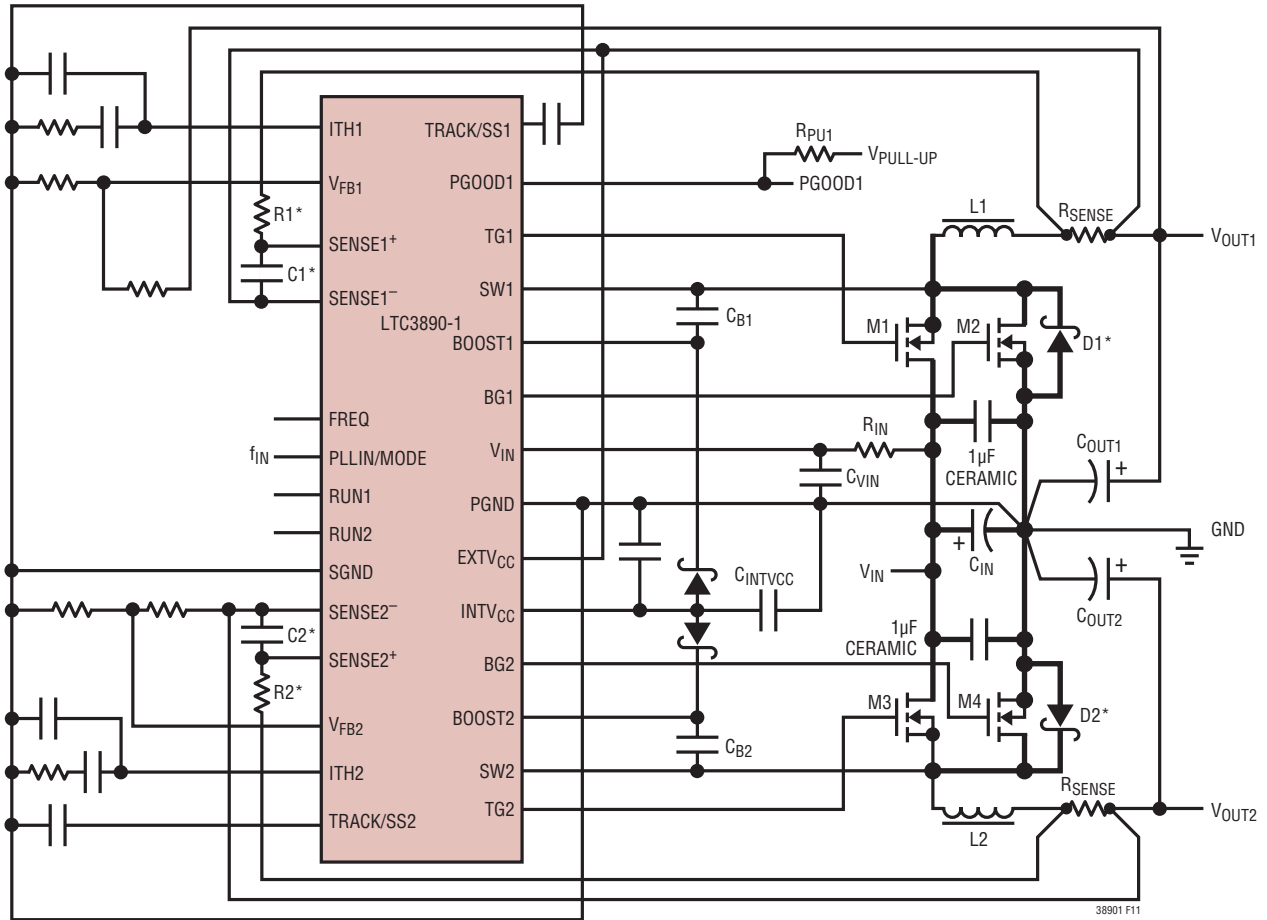 LTC3890-1
ITH1
VFB1
SENSE1+
SENSE1–
FREQ
PLLIN/MODE
RUN1
RUN2
SGND
SENSE2–
SENSE2+
VFB2
ITH2
TRACK/SS2
TRACK/SS1
PGOOD1
TG1
SW1
BOOST1
BG1
VIN
PGND
EXTVCC
INTVCC
BG2
BOOST2
SW2
TG2
R1*
C1*
fIN
C2*
R2*
RPU1
VPULL-UP
PGOOD1
L1
RSENSE
VOUT1
CB1
M1
M2
D1*
RIN
1µF
CERAMIC
COUT1
+
CVIN
GND
+
CIN
VIN
CINTVCC
+
COUT2
1µF
CERAMIC
M3
M4
D2*
CB2
RSENSE
VOUT2
L2
38901 F11